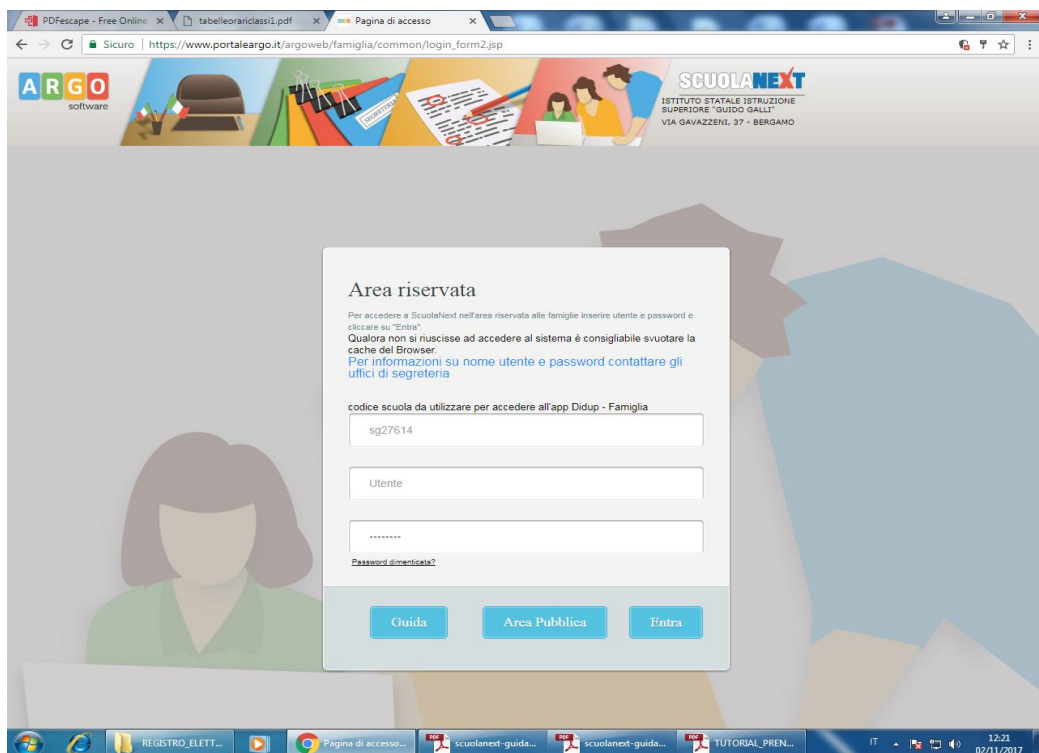 PDFescape - Free Online
tabelleorariclassi1.pdf
Pagina di accesso
Sicuro | https://www.portaleargo.it/argoweb/famiglia/common/login_form2.jsp
ARGO
software
SEGRETERIA
SCUOLANEXT
ISTITUTO STATALE ISTRUZIONE
SUPERIORE "GUIDO GALLI"
VIA GAVAZZENI, 37 - BERGAMO
Area riservata
Per accedere a ScuolaNext nell'area riservata alle famiglie inserire utente e password e
cliccare su "Entra".
Qualora non si riuscisse ad accedere al sistema é consigliabile svuotare la
cache del Browser.
Per informazioni su nome utente e password contattare gli
uffici di segreteria
codice scuola da utilizzare per accedere all'app Didup - Famiglia
sg27614
Utente
--------
Password dimenticata?
Guida
Area Pubblica
Entra
REGISTRO_ELETT...
Pagina di accesso...
PDF
scuolanext-guida...
PDF
scuolanext-guida...
PDF
TUTORIAL_PREN...
IT
12:21
02/11/2017